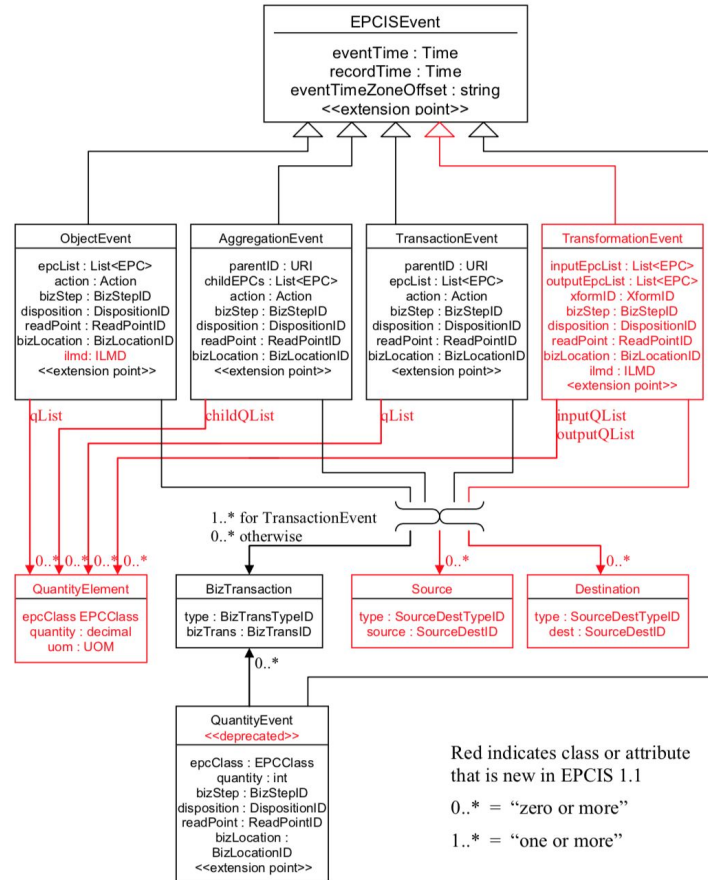 EPCISEvent
eventTime : Time
recordTime : Time
eventTimeZoneOffset : string
<<extension point>>
ObjectEvent
epcList : List<EPC>
action : Action
bizStep : BizStepID
disposition : DispositionID
readPoint : ReadPointID
bizLocation : BizLocationID
ilmd: ILMD
<<extension point>>
AggregationEvent
parentID : URI
childEPCs : List<EPC>
action : Action
bizStep : BizStepID
disposition : DispositionID
readPoint : ReadPointID
bizLocation : BizLocationID
<<extension point>>
TransactionEvent
parentID : URI
epcList : List<EPC>
action : Action
bizStep : BizStepID
disposition : DispositionID
readPoint : ReadPointID
bizLocation : BizLocationID
<extension point>>
TransformationEvent
inputEpcList : List<EPC>
outputEpcList : List<EPC>
xformID : XformID
bizStep : BizStepID
disposition : DispositionID
readPoint : ReadPointID
bizLocation : BizLocationID
ilmd : ILMD
<extension point>>
qList
childQList
qList
inputQList
outputQList
1..* for TransactionEvent
0..* otherwise
0..* 0..* 0..* 0..*
0..*
0..*
QuantityElement
epcClass EPCClass
quantity : decimal
uom : UOM
BizTransaction
type : BizTransTypeID
bizTrans : BizTransID
Source
type : SourceDestTypeID
source : SourceDestID
Destination
type : SourceDestTypeID
dest : SourceDestID
0..*
QuantityEvent
<<deprecated>>
epcClass : EPCClass
quantity : int
bizStep : BizStepID
disposition : DispositionID
readPoint : ReadPointID
bizLocation :
BizLocationID
<<extension point>>
Red indicates class or attribute
that is new in EPCIS 1.1
0..* = “zero or more”
1..* = “one or more”